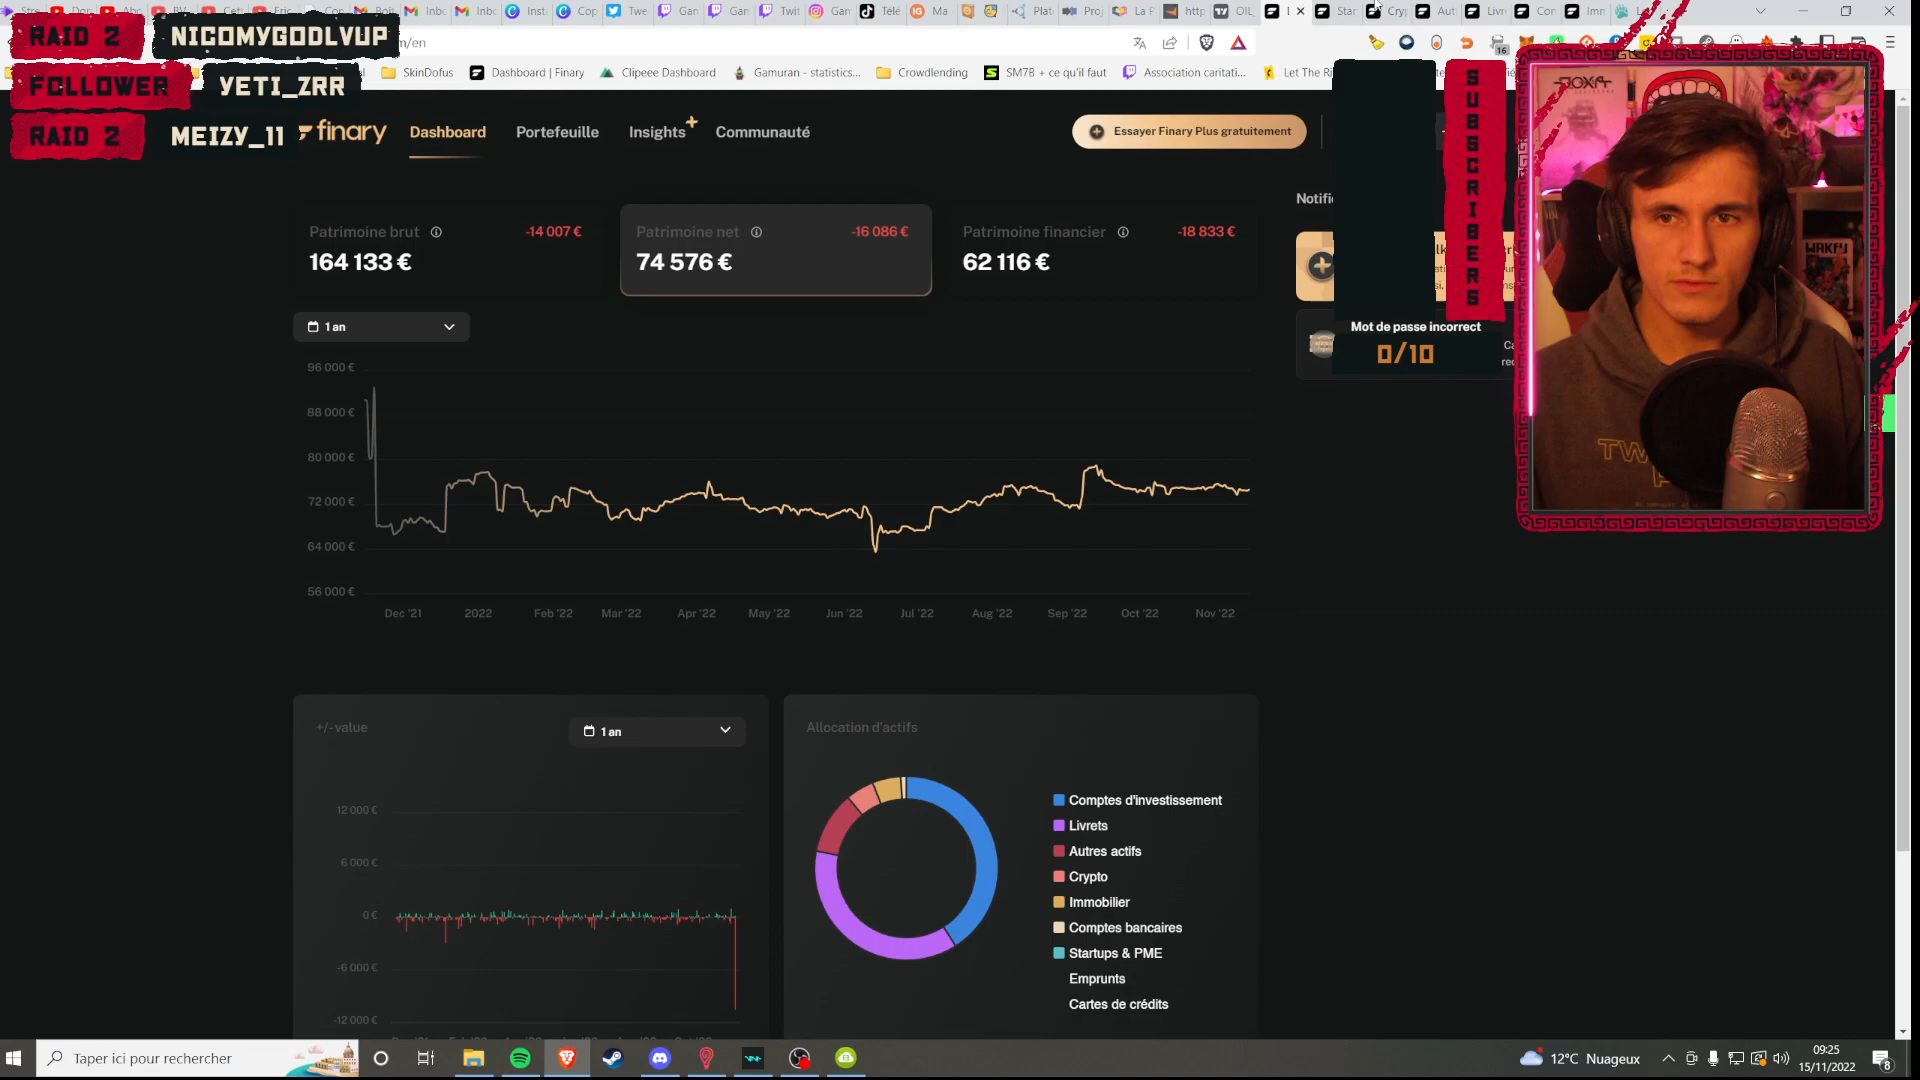 RAID 2 NICOMYGODLVUP
FOLLOWER YETI_ZRR
RAID 2 MEIZY_11
/en
SkinDofus
Dashboard | Finary
Clipeee Dashboard
Gamuran - statistics...
Crowdlending
SM7B + ce qu'il faut
Association caritati...
finary
Dashboard
Portefeuille
Insights
Communauté
Essayer Finary Plus gratuitement
Patrimoine brut
-14 007 €
164 133 €
Patrimoine net
-16 086 €
74 576 €
Patrimoine financier
-18 833 €
62 116 €
SUBSCRIBERS
Mot de passe incorrect
0/10
1 an
96 000 €
88 000 €
80 000 €
72 000 €
64 000 €
56 000 €
Dec '21
2022
Feb '22
Mar '22
Apr '22
May '22
Jun '22
Jul '22
Aug '22
Sep '22
Oct '22
Nov '22
+/-value
1 an
12 000 €
6 000 €
0 €
-6 000 €
-12 000 €
Allocation d'actifs
Comptes d'investissement
Livrets
Autres actifs
Crypto
Immobilier
Comptes bancaires
Startups & PME
Emprunts
Cartes de crédits
Taper ici pour rechercher
12°C Nuageux
09:25
15/11/2022
8